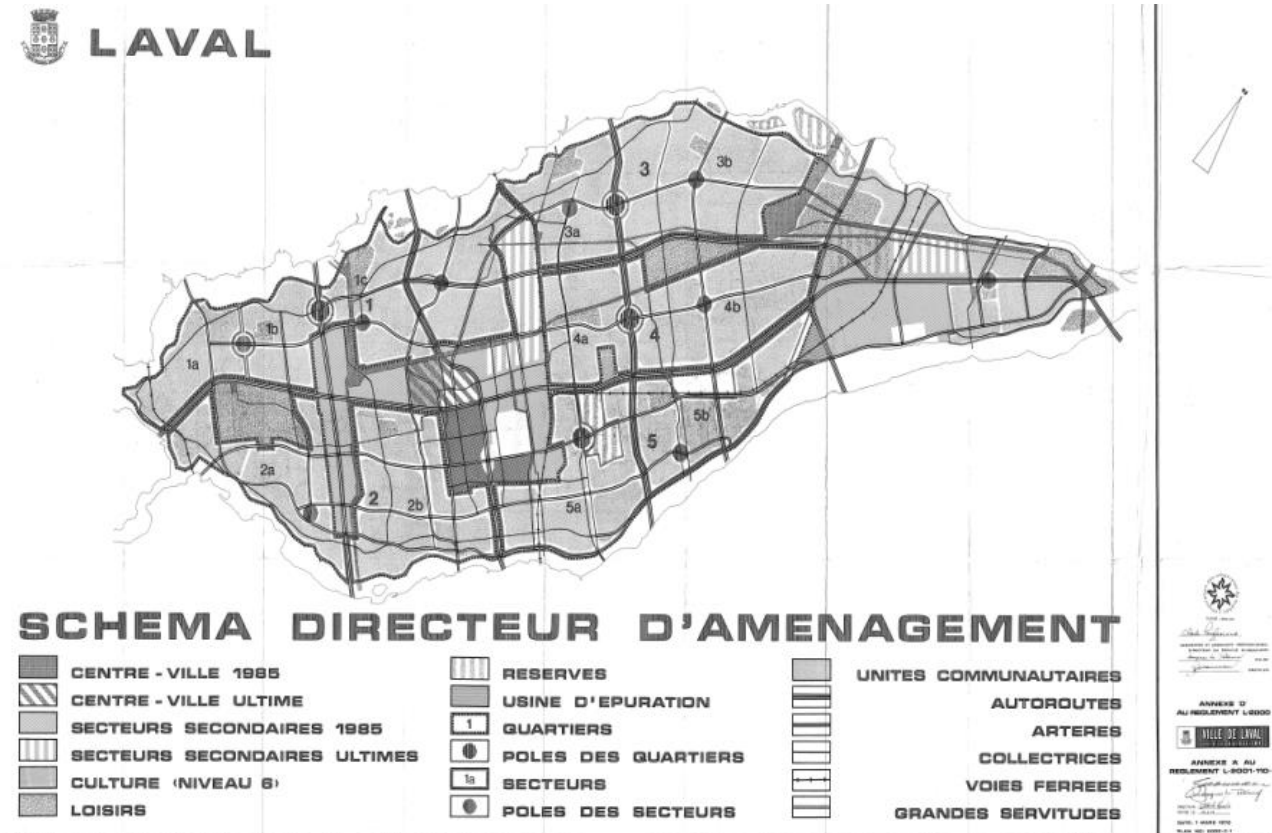 LAVAL
3
3b
3a
1c
1
1b
1a
4b
4
4a
5b
5
2a
2
2b
5a
SCHEMA DIRECTEUR D'AMENAGEMENT
CENTRE - VILLE 1985
CENTRE - VILLE ULTIME
SECTEURS SECONDAIRES 1985
SECTEURS SECONDAIRES ULTIMES
CULTURE (NIVEAU 6)
LOISIRS
RESERVES
USINE D'EPURATION
1 QUARTIERS
POLES DES QUARTIERS
1a SECTEURS
POLES DES SECTEURS
UNITES COMMUNAUTAIRES
AUTOROUTES
ARTERES
COLLECTRICES
VOIES FERREES
GRANDES SERVITUDES
ANNEXE D
AU REGLEMENT L-2000
VILLE DE LAVAL
ANNEXE A AU
REGLEMENT L-2001-110-